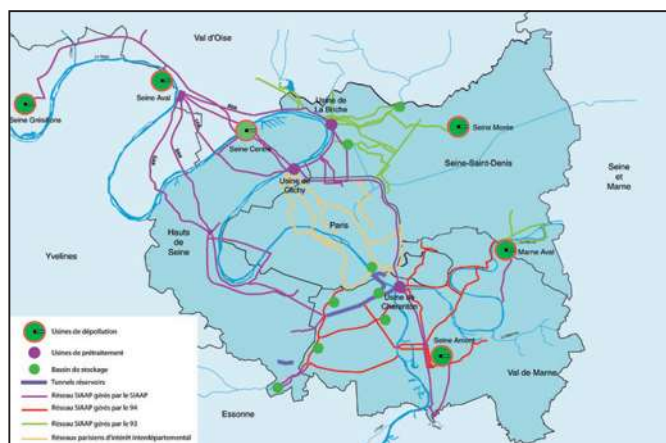 Val d'Oise
Seine Aval
Seine Grésillons
Usine de
La Briche
Seine Centre
Seine Morée
Seine-Saint-Denis
Usine de
Clichy
Seine
et
Marne
Paris
Hauts
de
Seine
Yvelines
Marne Aval
Usine de
Charenton
Seine Amont
Val de Marne
Essonne
Usines de dépollution
Usines de prétraitement
Bassin de stockage
Tunnels réservoirs
Réseau SIAAP gérés par le SIAAP
Réseau SIAAP gérés par le 94
Réseau SIAAP gérés par le 93
Réseaux parisiens d'intérêt interdépartemental